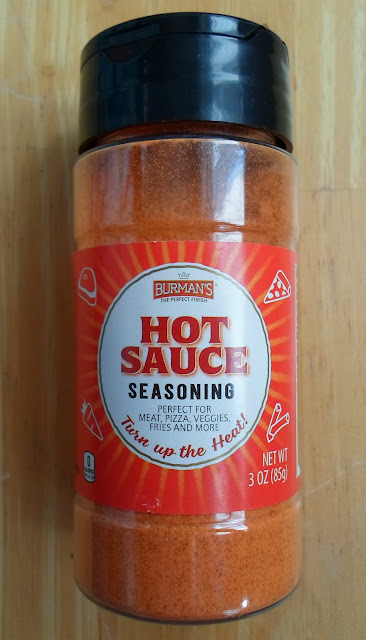 BURMAN'S
THE PERFECT FINISH
HOT
SAUCE
SEASONING
PERFECT FOR
MEAT, PIZZA, VEGGIES,
FRIES AND MORE
Turn up the Heat!
0
NET WT
3 OZ (85g)